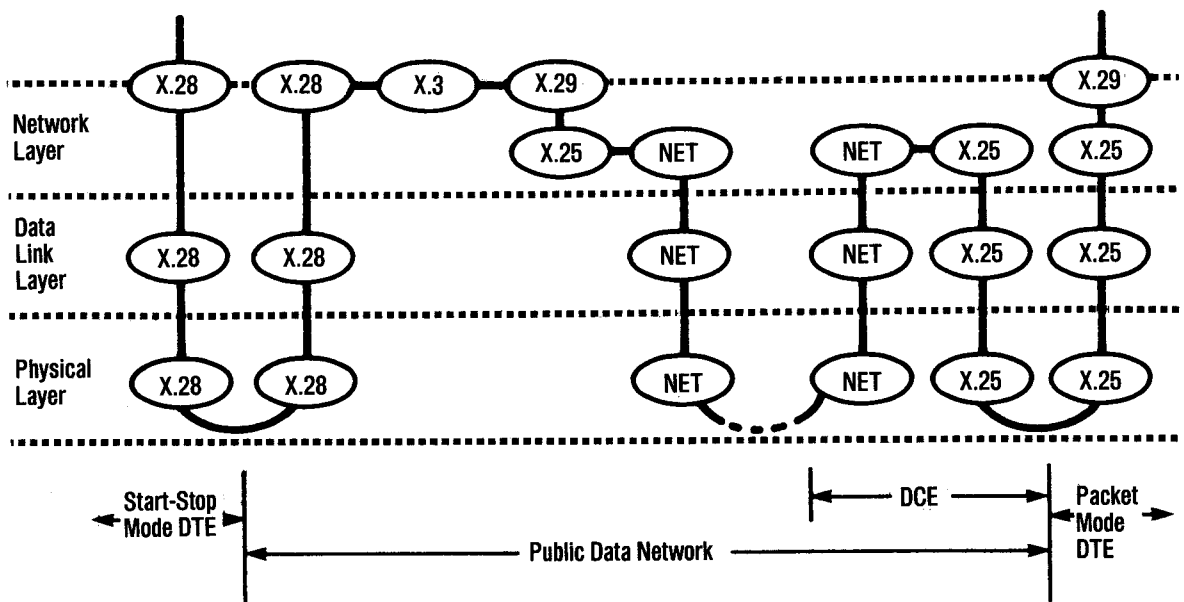 X.28 X.28 X.3 X.29 X.29
Network
Layer
X.25 NET NET X.25 X.25
Data
Link
Layer
X.28 X.28 NET NET X.25 X.25
Physical
Layer
X.28 X.28 NET NET X.25 X.25
Start-Stop
Mode DTE
DCE
Packet
Mode
DTE
Public Data Network